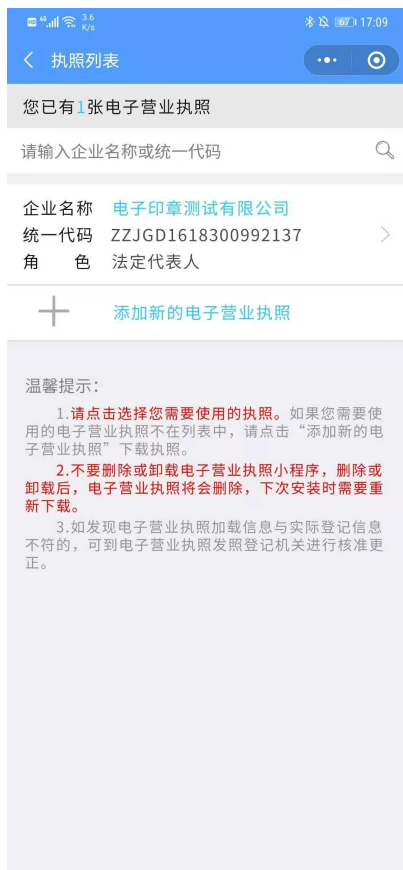 HD 46 3.6 K/s 67 17:09
执照列表
您已有1张电子营业执照
请输入企业名称或统一代码
企业名称 电子印章测试有限公司
统一代码 ZZJGD1618300992137
角 色 法定代表人
添加新的电子营业执照
温馨提示：
1.请点击选择您需要使用的执照。如果您需要使
用的电子营业执照不在列表中，请点击“添加新的电
子营业执照”下载执照。
2.不要删除或卸载电子营业执照小程序，删除或
卸载后，电子营业执照将会删除，下次安装时需要重
新下载。
3.如发现电子营业执照加载信息与实际登记信息
不符的，可到电子营业执照发照登记机关进行核准更
正。